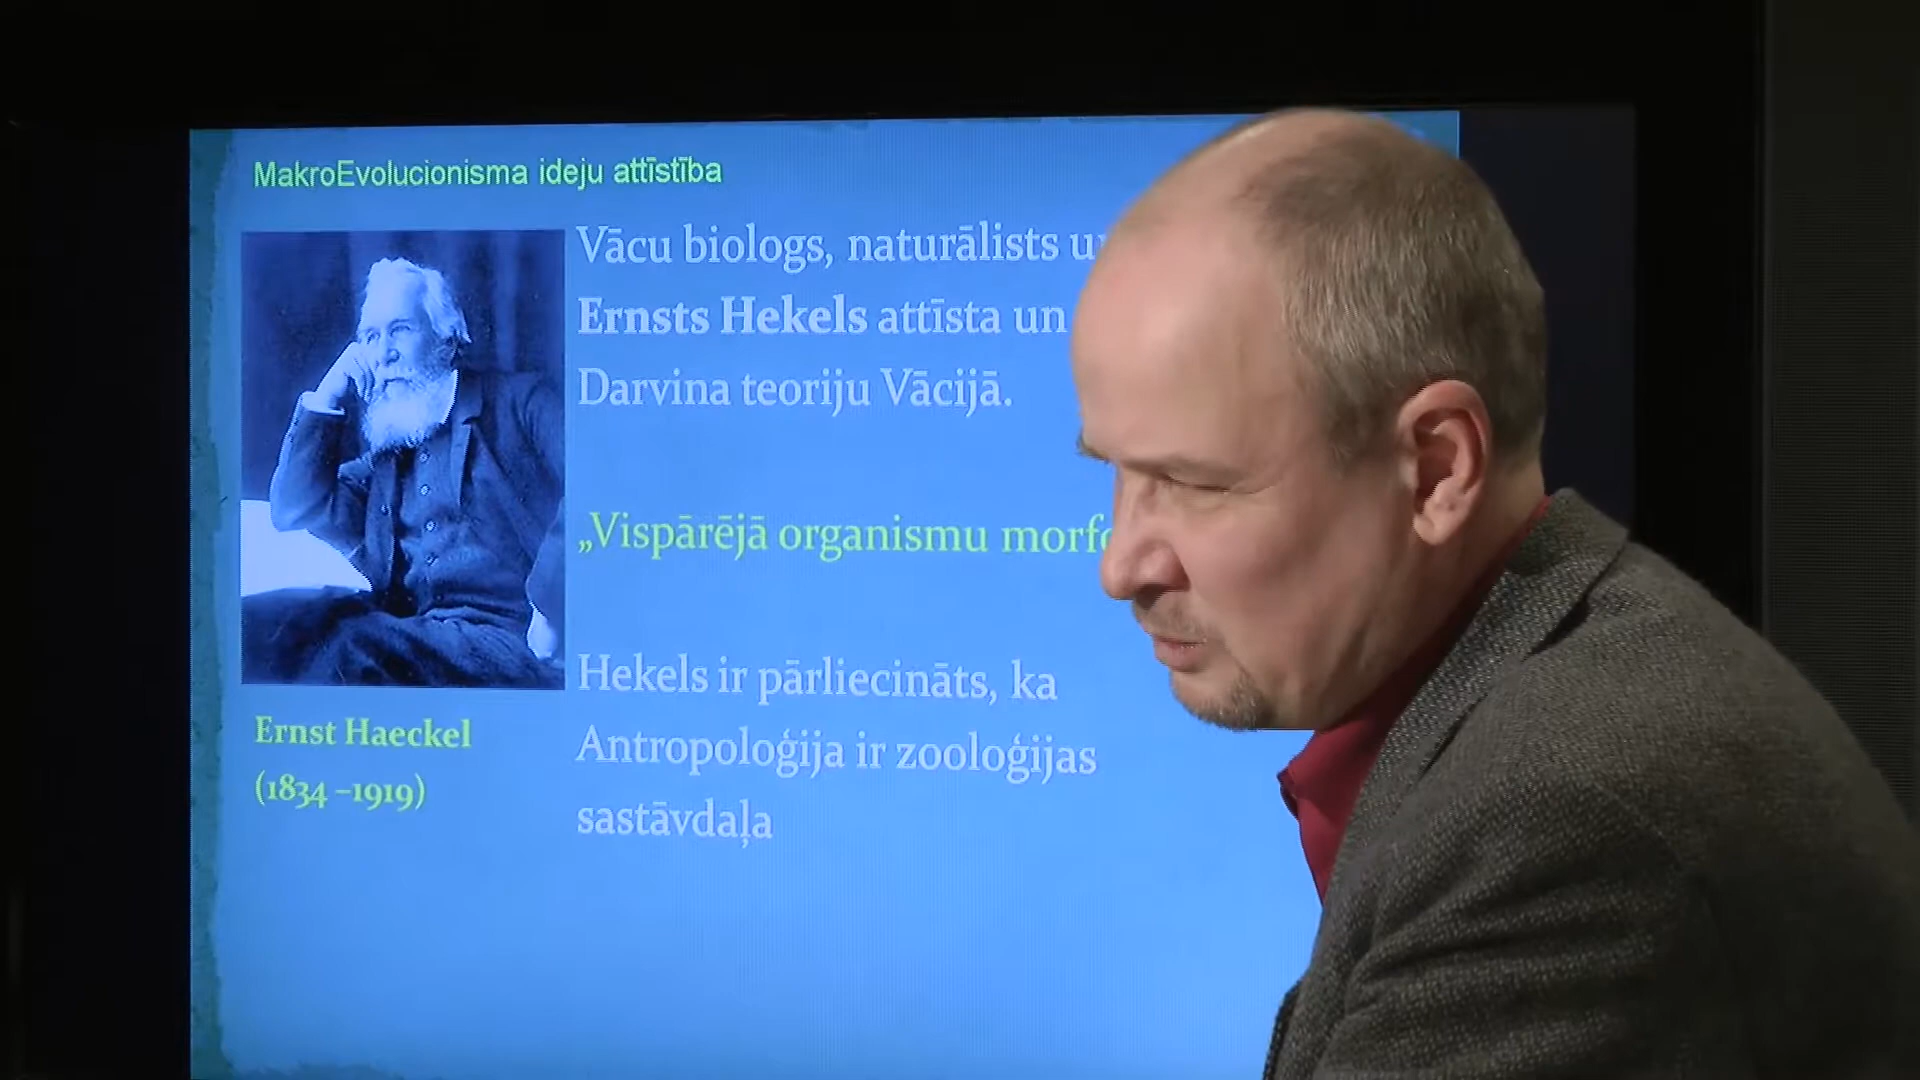 MakroEvolucionisma ideju attīstība
Vācu biologs, naturālists
Ernsts Hekels attīsta un
Darvina teoriju Vācijā.
„Vispārējā organismu
Hekels ir pārliecināts, ka
Antropoloģija ir zooloģijas
sastāvdaļa
Ernst Haeckel
(1834 –1919)